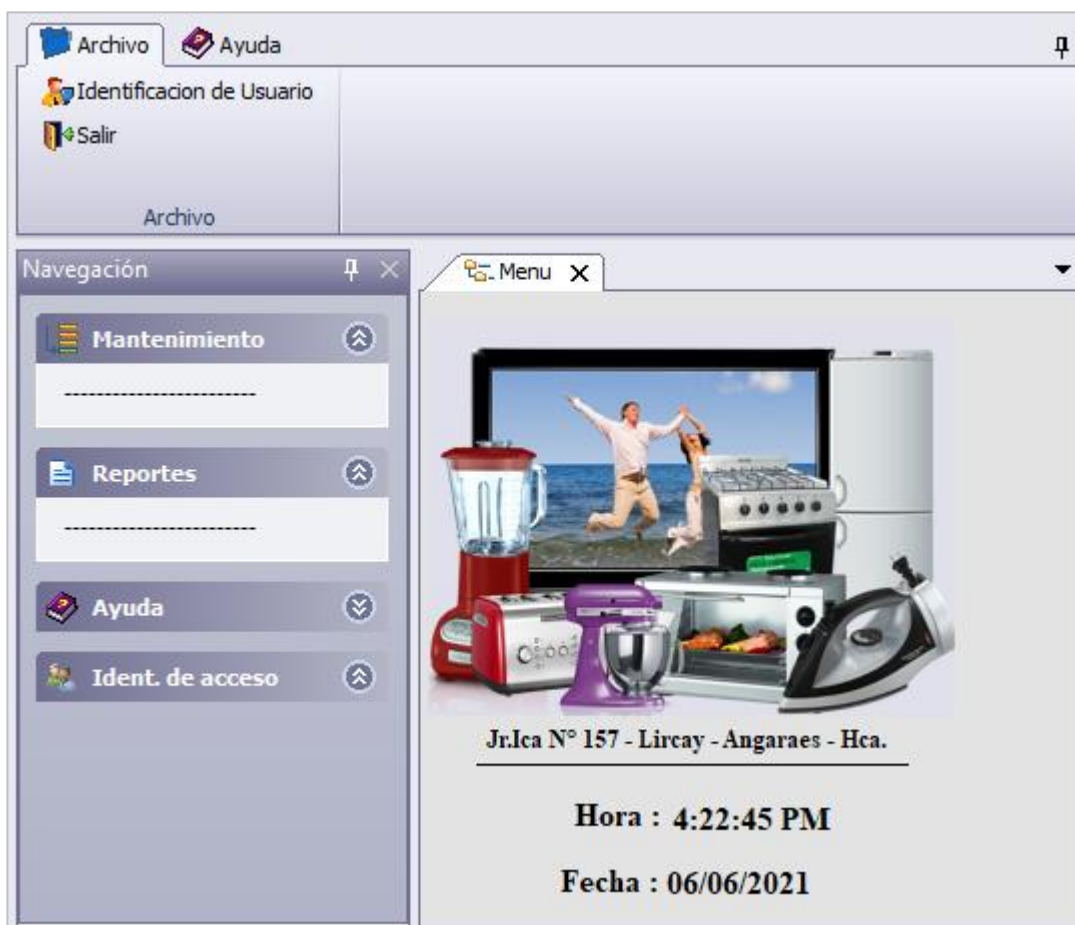 Archivo
Ayuda
Identificacion de Usuario
Salir
Archivo
Navegación
Mantenimiento
------------------------
Reportes
------------------------
Ayuda
Ident. de acceso
Menu
Jr.Ica N° 157 - Lircay - Angaraes - Hca.
Hora : 4:22:45 PM
Fecha : 06/06/2021